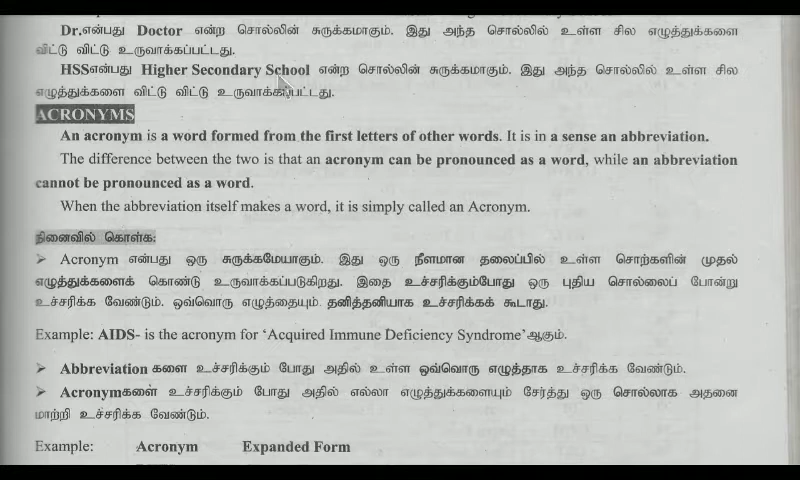 Dr.என்பது Doctor என்ற சொல்லின் சுருக்கமாகும். இது அந்த சொல்லில் உள்ள சில எழுத்துக்களை
விட்டு விட்டு உருவாக்கப்பட்டது.
HSSஎன்பது Higher Secondary School என்ற சொல்லின் சுருக்கமாகும். இது அந்த சொல்லில் உள்ள சில
எழுத்துக்களை விட்டு விட்டு உருவாக்கப்பட்டது.
ACRONYMS
An acronym is a word formed from the first letters of other words. It is in a sense an abbreviation.
The difference between the two is that an acronym can be pronounced as a word, while an abbreviation
cannot be pronounced as a word.
When the abbreviation itself makes a word, it is simply called an Acronym.
நினைவில் கொள்க:
➢ Acronym என்பது ஒரு சுருக்கமேயாகும். இது ஒரு நீளமான தலைப்பில் உள்ள சொற்களின் முதல்
எழுத்துக்களைக் கொண்டு உருவாக்கப்படுகிறது. இதை உச்சரிக்கும்போது ஒரு புதிய சொல்லைப் போன்று
உச்சரிக்க வேண்டும். ஒவ்வொரு எழுத்தையும் தனித்தனியாக உச்சரிக்கக் கூடாது.
Example: AIDS- is the acronym for ‘Acquired Immune Deficiency Syndrome’ஆகும்.
➢ Abbreviation களை உச்சரிக்கும் போது அதில் உள்ள ஒவ்வொரு எழுத்தாக உச்சரிக்க வேண்டும்.
➢ Acronymகளை உச்சரிக்கும் போது அதில் எல்லா எழுத்துக்களையும் சேர்த்து ஒரு சொல்லாக அதனை
மாற்றி உச்சரிக்க வேண்டும்.
Example: Acronym Expanded Form